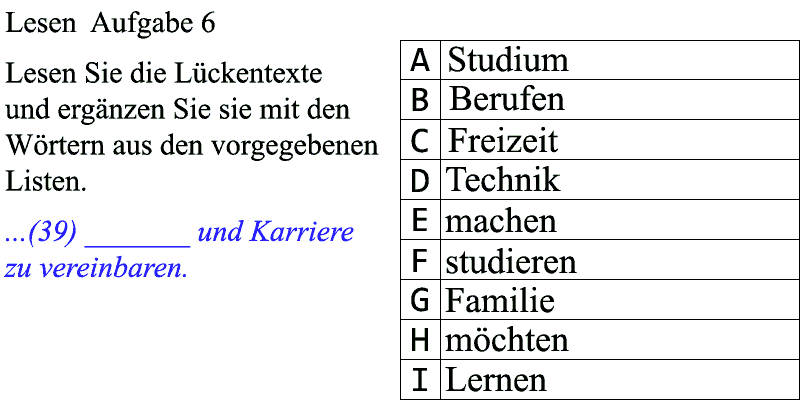 Lesen Aufgabe 6
Lesen Sie die Lückentexte
und ergänzen Sie sie mit den
Wörtern aus den vorgegebenen
Listen.
...(39) _______ und Karriere
zu vereinbaren.
A Studium
B Berufen
C Freizeit
D Technik
E machen
F studieren
G Familie
H möchten
I Lernen